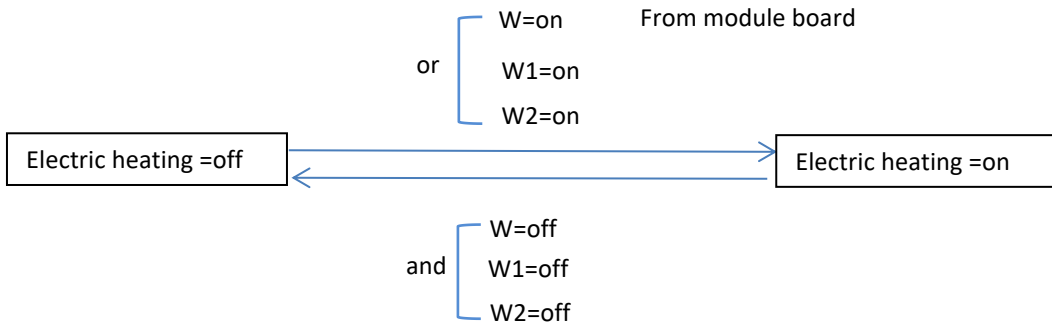 W=on From module board
or
W1=on
W2=on
Electric heating =off
Electric heating =on
W=off
and
W1=off
W2=off